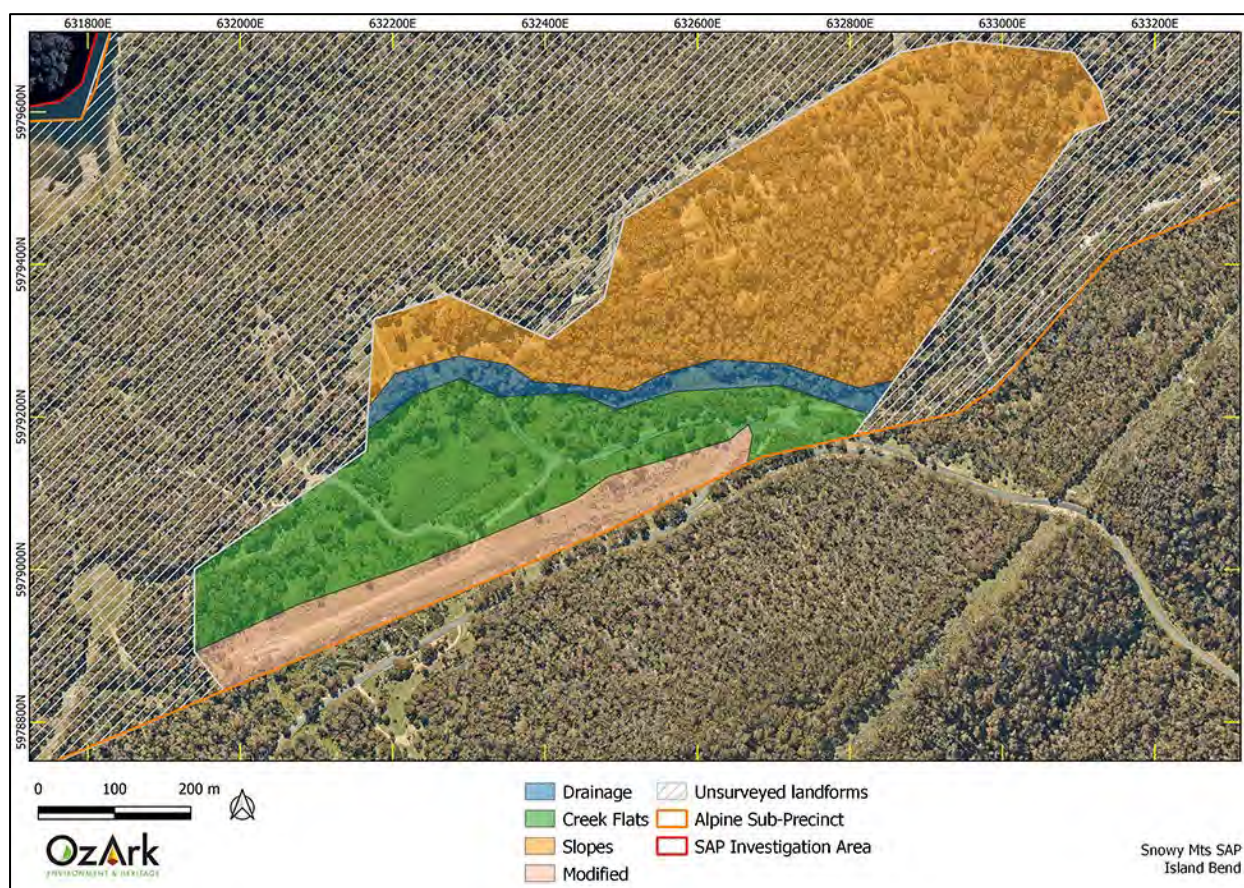 631800E 632000E 632200E 632400E 632600E 632800E 633000E 633200E
5979600N
5979400N
5979200N
5979000N
5978800N
0 100 200 m
OzArk
ENVIRONMENT & HERITAGE
Drainage
Creek Flats
Slopes
Modified
Unsurveyed landforms
Alpine Sub-Precinct
SAP Investigation Area
Snowy Mts SAP
Island Bend